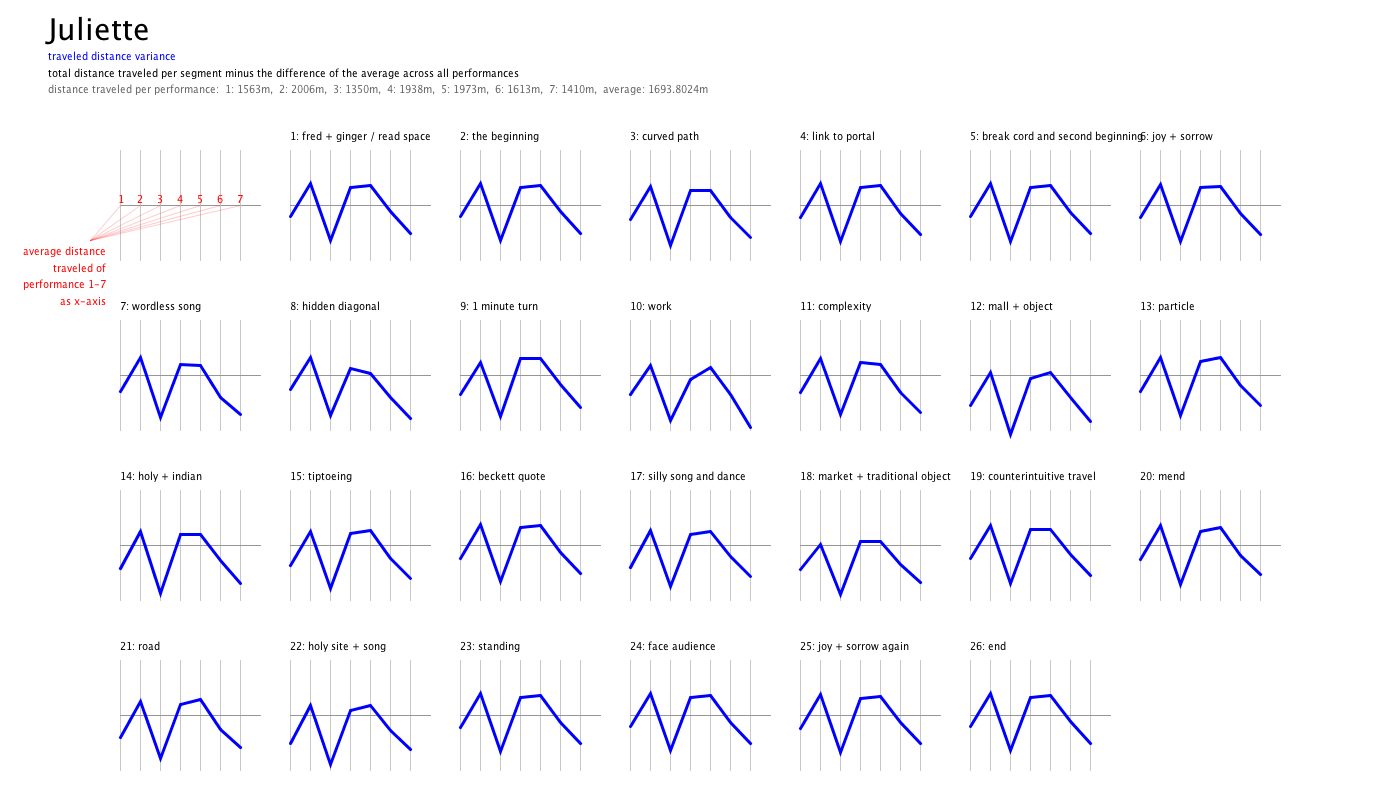 Juliette
traveled distance variance
total distance traveled per segment minus the difference of the average across all performances
distance traveled per performance: 1: 1563m, 2: 2006m, 3: 1350m, 4: 1938m, 5: 1973m, 6: 1613m, 7: 1410m, average: 1693.8024m
1 2 3 4 5 6 7
average distance
traveled of
performance 1-7
as x-axis
1: fred + ginger / read space
2: the beginning
3: curved path
4: link to portal
5: break cord and second beginning
6: joy + sorrow
7: wordless song
8: hidden diagonal
9: 1 minute turn
10: work
11: complexity
12: mall + object
13: particle
14: holy + indian
15: tiptoeing
16: beckett quote
17: silly song and dance
18: market + traditional object
19: counterintuitive travel
20: mend
21: road
22: holy site + song
23: standing
24: face audience
25: joy + sorrow again
26: end